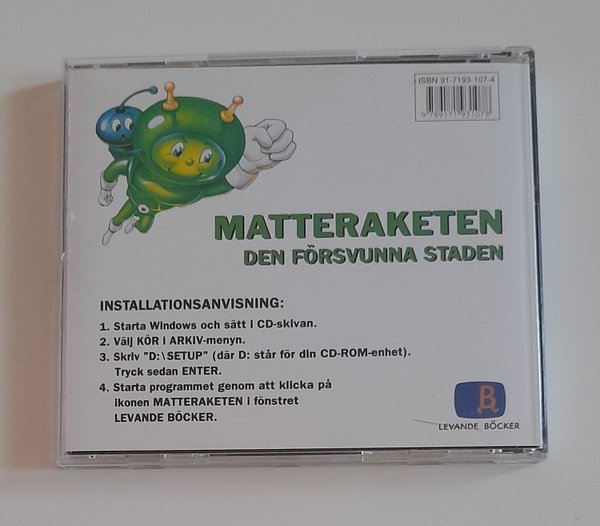 ISBN 91-7193-107-4
9789171931078
MATTERAKETEN
DEN FÖRSVUNNA STADEN
INSTALLATIONSANVISNING:
1. Starta Windows och sätt i CD-skivan.
2. Välj KÖR i ARKIV-menyn.
3. Skriv "D:\SETUP" (där D: står för din CD-ROM-enhet).
Tryck sedan ENTER.
4. Starta programmet genom att klicka på
ikonen MATTERAKETEN i fönstret
LEVANDE BÖCKER.
B
LEVANDE BÖCKER